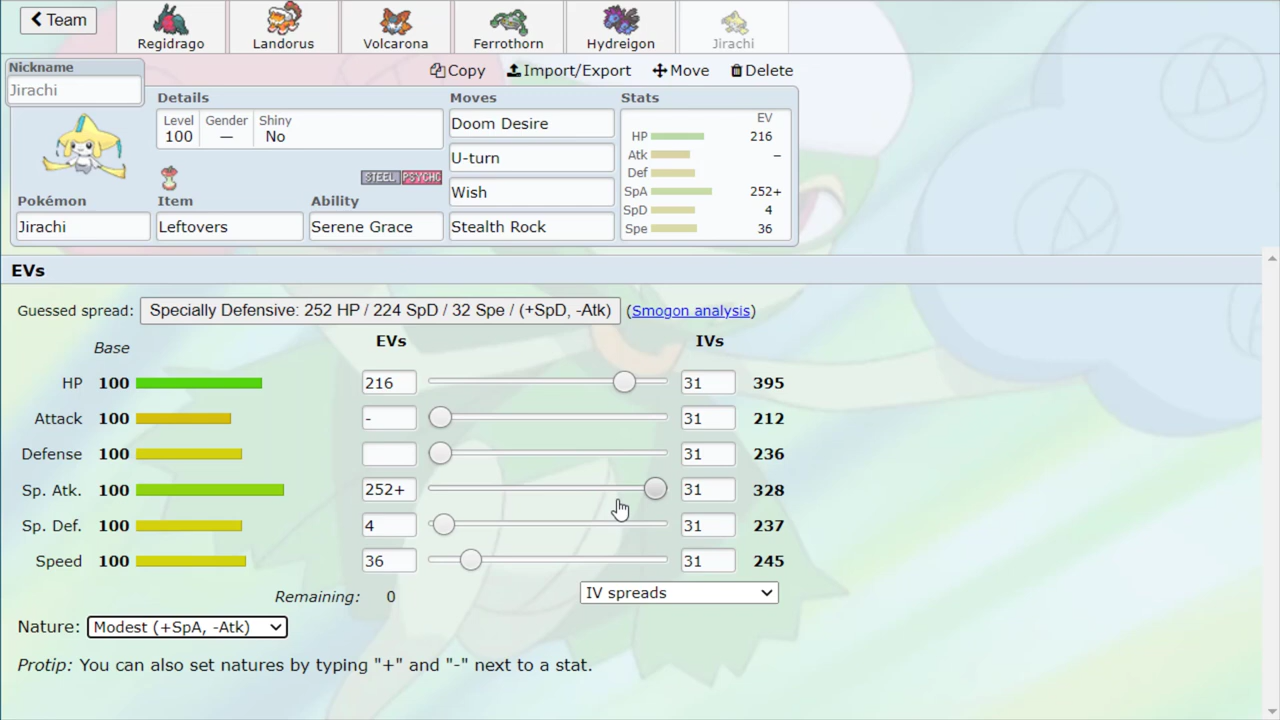 Team
Regidrago
Landorus
Volcarona
Ferrothorn
Hydreigon
Jirachi
Nickname
Jirachi
Copy
Import/Export
Move
Delete
Details
Level
100
Gender
—
Shiny
No
STEEL PSYCHC
Pokémon
Jirachi
Item
Leftovers
Ability
Serene Grace
Moves
Doom Desire
U-turn
Wish
Stealth Rock
Stats
EV
HP 216
Atk –
Def
SpA 252+
SpD 4
Spe 36
EVs
Guessed spread: Specially Defensive: 252 HP / 224 SpD / 32 Spe / (+SpD, -Atk) (Smogon analysis)
Base EVs IVs
HP 100 216 31 395
Attack 100 - 31 212
Defense 100 31 236
Sp. Atk. 100 252+ 31 328
Sp. Def. 100 4 31 237
Speed 100 36 31 245
Remaining: 0 IV spreads
Nature: Modest (+SpA, -Atk)
Protip: You can also set natures by typing "+" and "-" next to a stat.